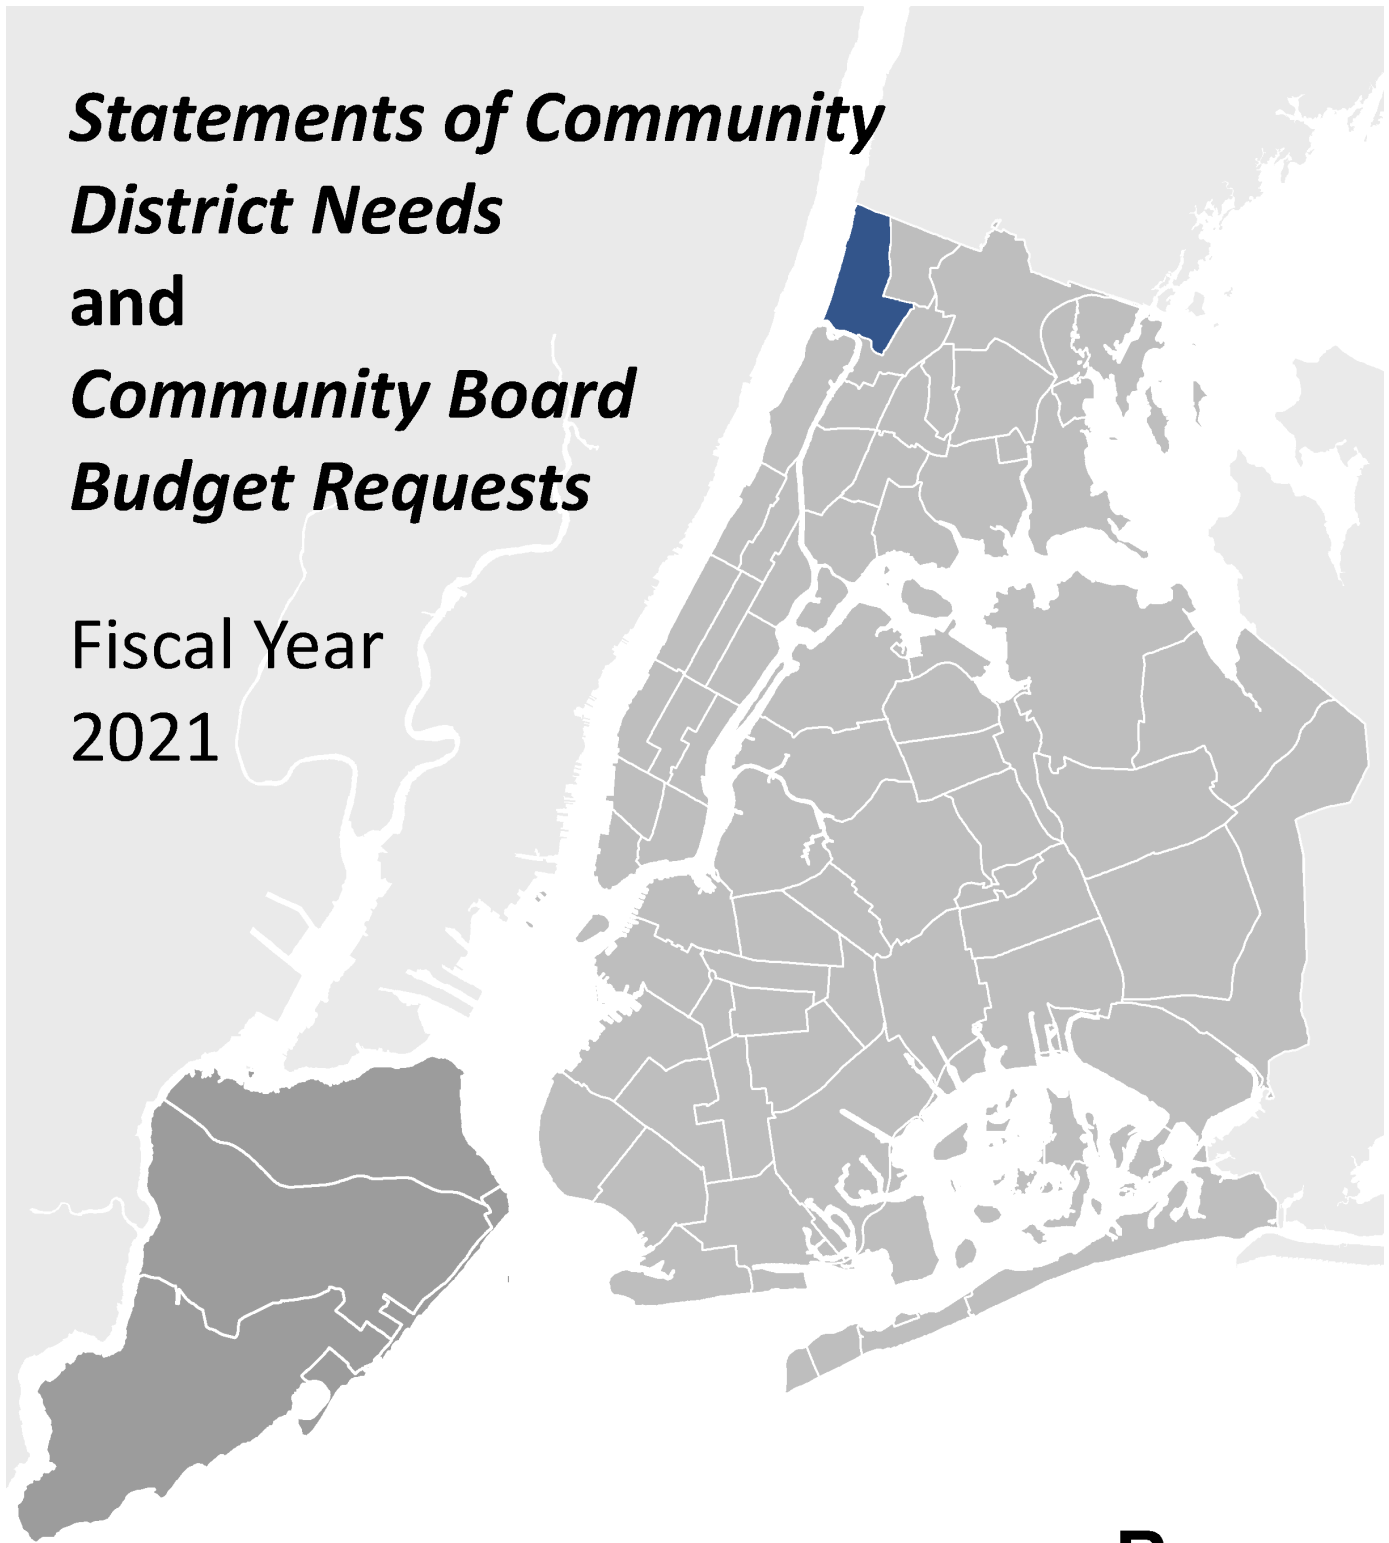 Statements of Community
District Needs
and
Community Board
Budget Requests
Fiscal Year
2021